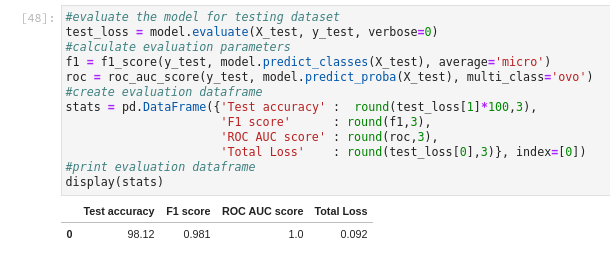 [48]: #evaluate the model for testing dataset
test_loss = model.evaluate(X_test, y_test, verbose=0)
#calculate evaluation parameters
f1 = f1_score(y_test, model.predict_classes(X_test), average='micro')
roc = roc_auc_score(y_test, model.predict_proba(X_test), multi_class='ovo')
#create evaluation dataframe
stats = pd.DataFrame({'Test accuracy' :  round(test_loss[1]*100,3),
'F1 score'      : round(f1,3),
'ROC AUC score' : round(roc,3),
'Total Loss'    : round(test_loss[0],3)}, index=[0])
#print evaluation dataframe
display(stats)
Test accuracy F1 score ROC AUC score Total Loss
0 98.12 0.981 1.0 0.092